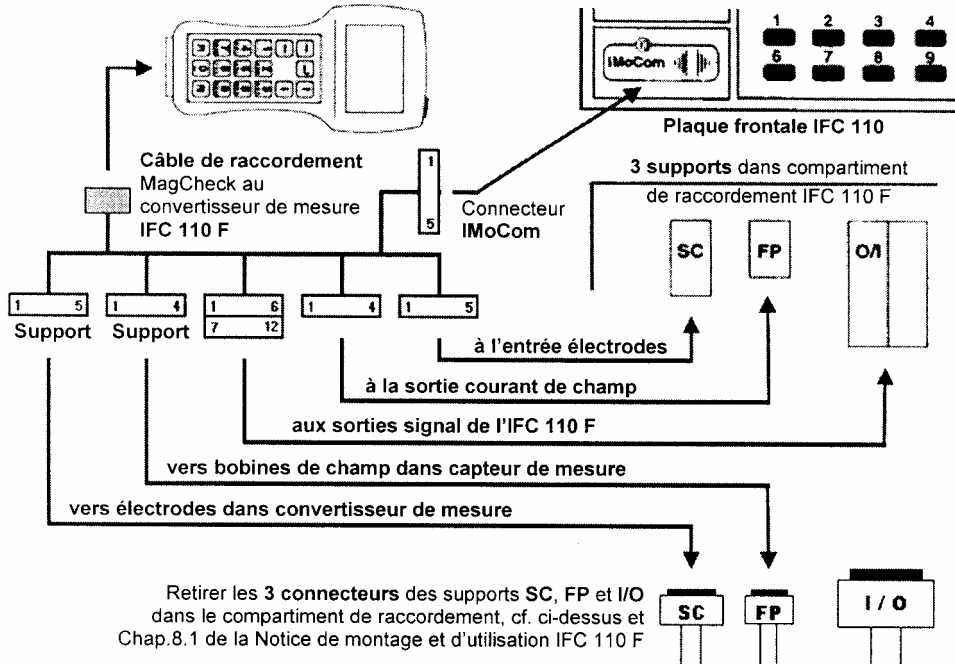 1 2 3 4
6 7 8 9
IMoCom
Plaque frontale IFC 110
Câble de raccordement
MagCheck au
convertisseur de mesure
IFC 110 F
1
5
Connecteur
IMoCom
3 supports dans compartiment
de raccordement IFC 110 F
SC
FP
O/I
1 5
Support
1 4
Support
1 6
7 12
1 4
1 5
à l'entrée électrodes
à la sortie courant de champ
aux sorties signal de l'IFC 110 F
vers bobines de champ dans capteur de mesure
vers électrodes dans convertisseur de mesure
Retirer les 3 connecteurs des supports SC, FP et I/O
dans le compartiment de raccordement, cf. ci-dessus et
Chap.8.1 de la Notice de montage et d'utilisation IFC 110 F
SC
FP
I / O